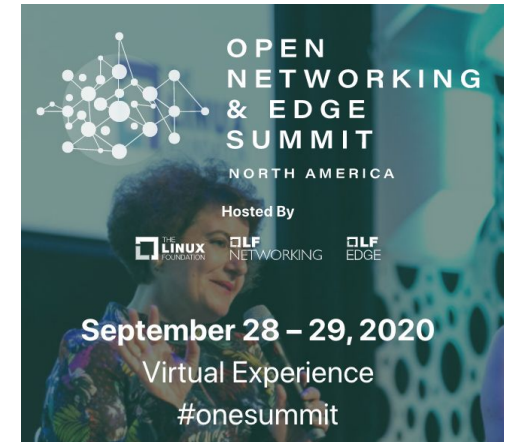 OPEN
NETWORKING
& EDGE
SUMMIT
NORTH AMERICA
Hosted By
THE
LINUX
FOUNDATION
LF
NETWORKING
LF
EDGE
September 28 – 29, 2020
Virtual Experience
#onesummit